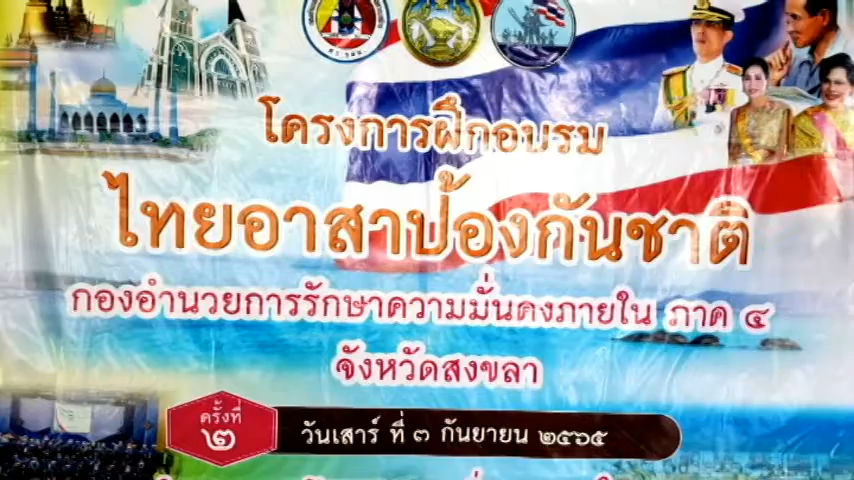 โครงการฝึกอบรม
ไทยอาสาป้องกันชาติ
กองอำนวยการรักษาความมั่นคงภายใน ภาค ๔
จังหวัดสงขลา
ครั้งที่
๒
วันเสาร์ ที่ ๓ กันยายน ๒๕๖๕